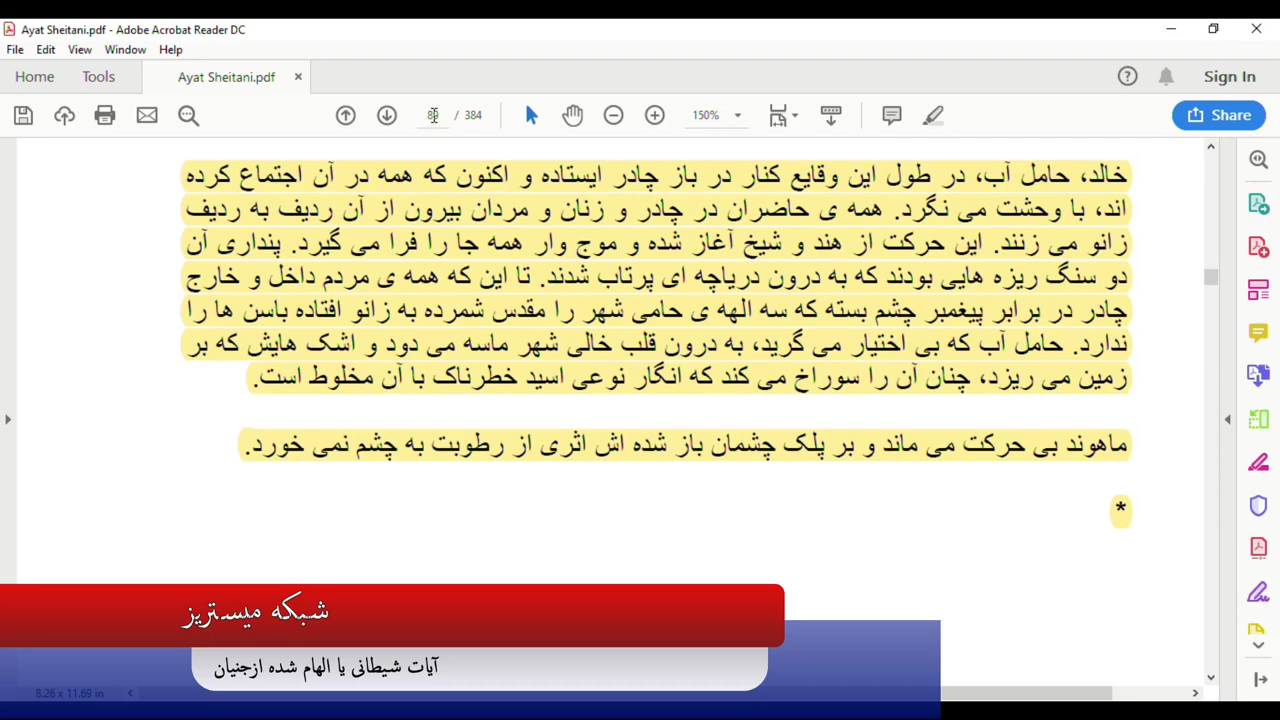 Ayat Sheitani.pdf - Adobe Acrobat Reader DC
File Edit View Window Help
Home Tools Ayat Sheitani.pdf × Sign In
/ 384 150% Share
خالد، حامل آب، در طول این وقایع کنار در باز چادر ایستاده و اکنون که همه در آن اجتماع کرده
اند، با وحشت می نگرد. همه ی حاضران در چادر و زنان و مردان بیرون از آن ردیف به ردیف
زانو می زنند. این حرکت از هند و شیخ آغاز شده و موج وار همه جا را فرا می گیرد. پنداری آن
دو سنگ ریزه هایی بودند که به درون دریاچه ای پرتاب شدند. تا این که همه ی مردم داخل و خارج
چادر در برابر پیغمبر چشم بسته که سه الهه ی حامی شهر را مقدس شمرده به زانو افتاده باسن ها را
ندارد. حامل آب که بی اختیار می گرید، به درون قلب خالی شهر ماسه می دود و اشک هایش که بر
زمین می ریزد، چنان آن را سوراخ می کند که انگار نوعی اسید خطرناک با آن مخلوط است.
ماهوند بی حرکت می ماند و بر پلک چشمان باز شده اش اثری از رطوبت به چشم نمی خورد.
*
شبکه میستریز
آیات شیطانی یا الهام شده ازجنیان
8.26 x 11.69 in